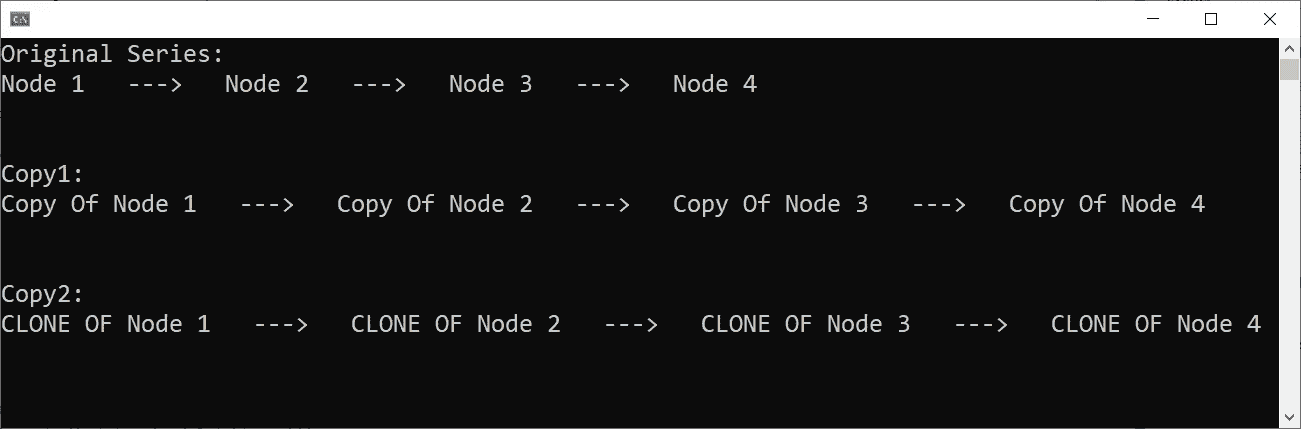 Original Series:
Node 1   --->   Node 2   --->   Node 3   --->   Node 4
Copy1:
Copy Of Node 1   --->   Copy Of Node 2   --->   Copy Of Node 3   --->   Copy Of Node 4
Copy2:
CLONE OF Node 1   --->   CLONE OF Node 2   --->   CLONE OF Node 3   --->   CLONE OF Node 4